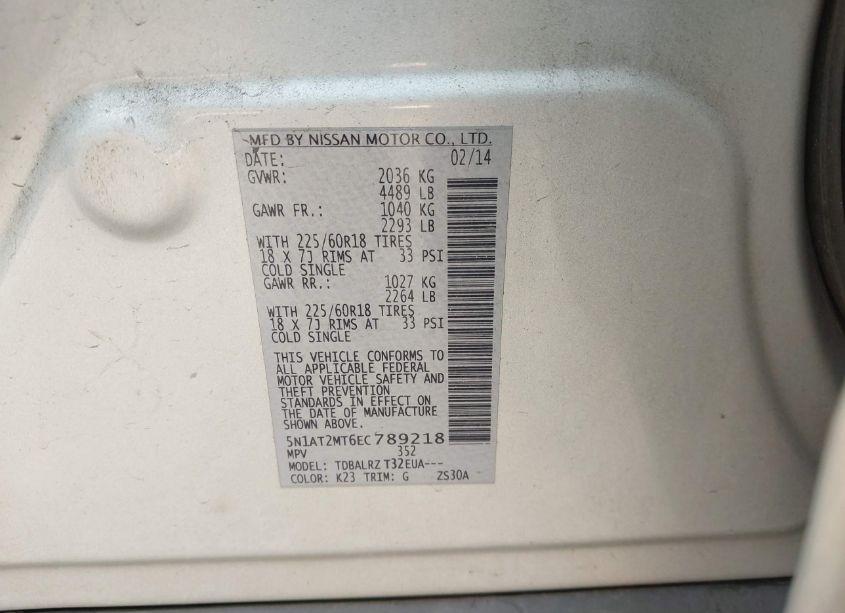 MFD BY NISSAN MOTOR CO., LTD.
DATE: 02/14
GVWR: 2036 KG
4489 LB
GAWR FR.: 1040 KG
2293 LB
WITH 225/60R18 TIRES
18 X 7J RIMS AT 33 PSI
COLD SINGLE
GAWR RR.: 1027 KG
2264 LB
WITH 225/60R18 TIRES
18 X 7J RIMS AT 33 PSI
COLD SINGLE
THIS VEHICLE CONFORMS TO
ALL APPLICABLE FEDERAL
MOTOR VEHICLE SAFETY AND
THEFT PREVENTION
STANDARDS IN EFFECT ON
THE DATE OF MANUFACTURE
SHOWN ABOVE.
5N1AT2MT6EC789218
MPV 352
MODEL: TDBALRZ T32EUA---
COLOR: K23 TRIM: G ZS30A